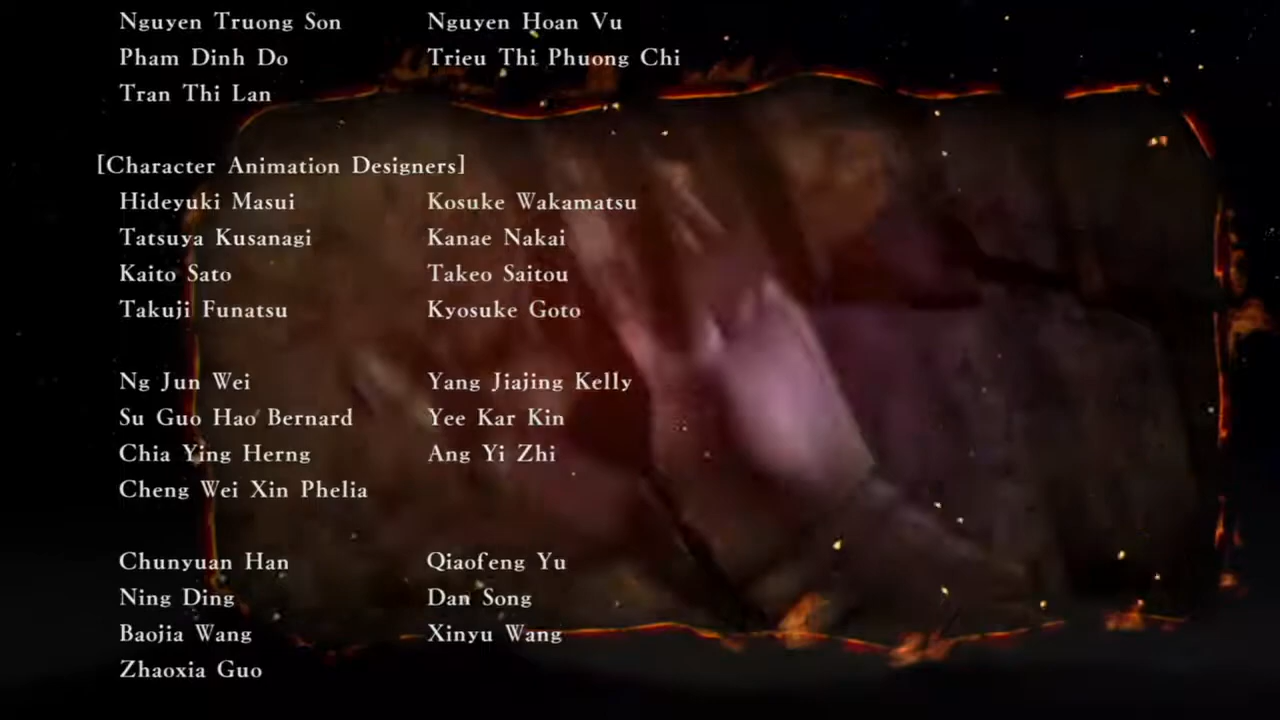 Nguyen Truong Son Nguyen Hoan Vu
Pham Dinh Do Trieu Thi Phuong Chi
Tran Thi Lan
[Character Animation Designers]
Hideyuki Masui Kosuke Wakamatsu
Tatsuya Kusanagi Kanae Nakai
Kaito Sato Takeo Saitou
Takuji Funatsu Kyosuke Goto
Ng Jun Wei Yang Jiajing Kelly
Su Guo Hao Bernard Yee Kar Kin
Chia Ying Herng Ang Yi Zhi
Cheng Wei Xin Phelia
Chunyuan Han Qiaofeng Yu
Ning Ding Dan Song
Baojia Wang Xinyu Wang
Zhaoxia Guo